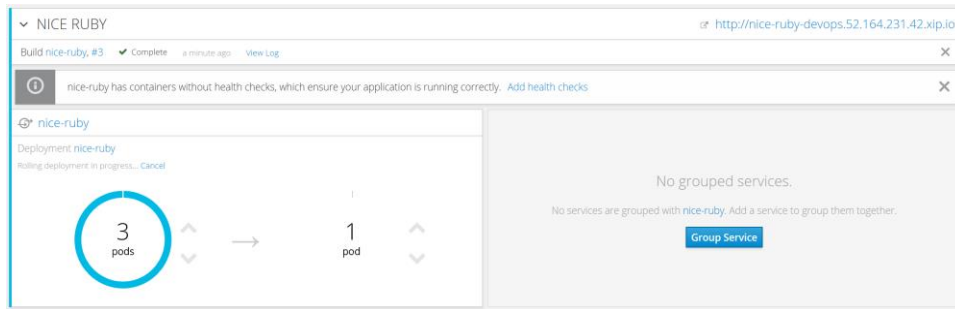 NICE RUBY
http://nice-ruby-devops.52.164.231.42.xip.io
Build nice-ruby, #3 Complete a minute ago View Log
nice-ruby has containers without health checks, which ensure your application is running correctly. Add health checks
nice-ruby
Deployment nice-ruby
Rolling deployment in progress... Cancel
3
pods
1
pod
No grouped services.
No services are grouped with nice-ruby. Add a service to group them together.
Group Service